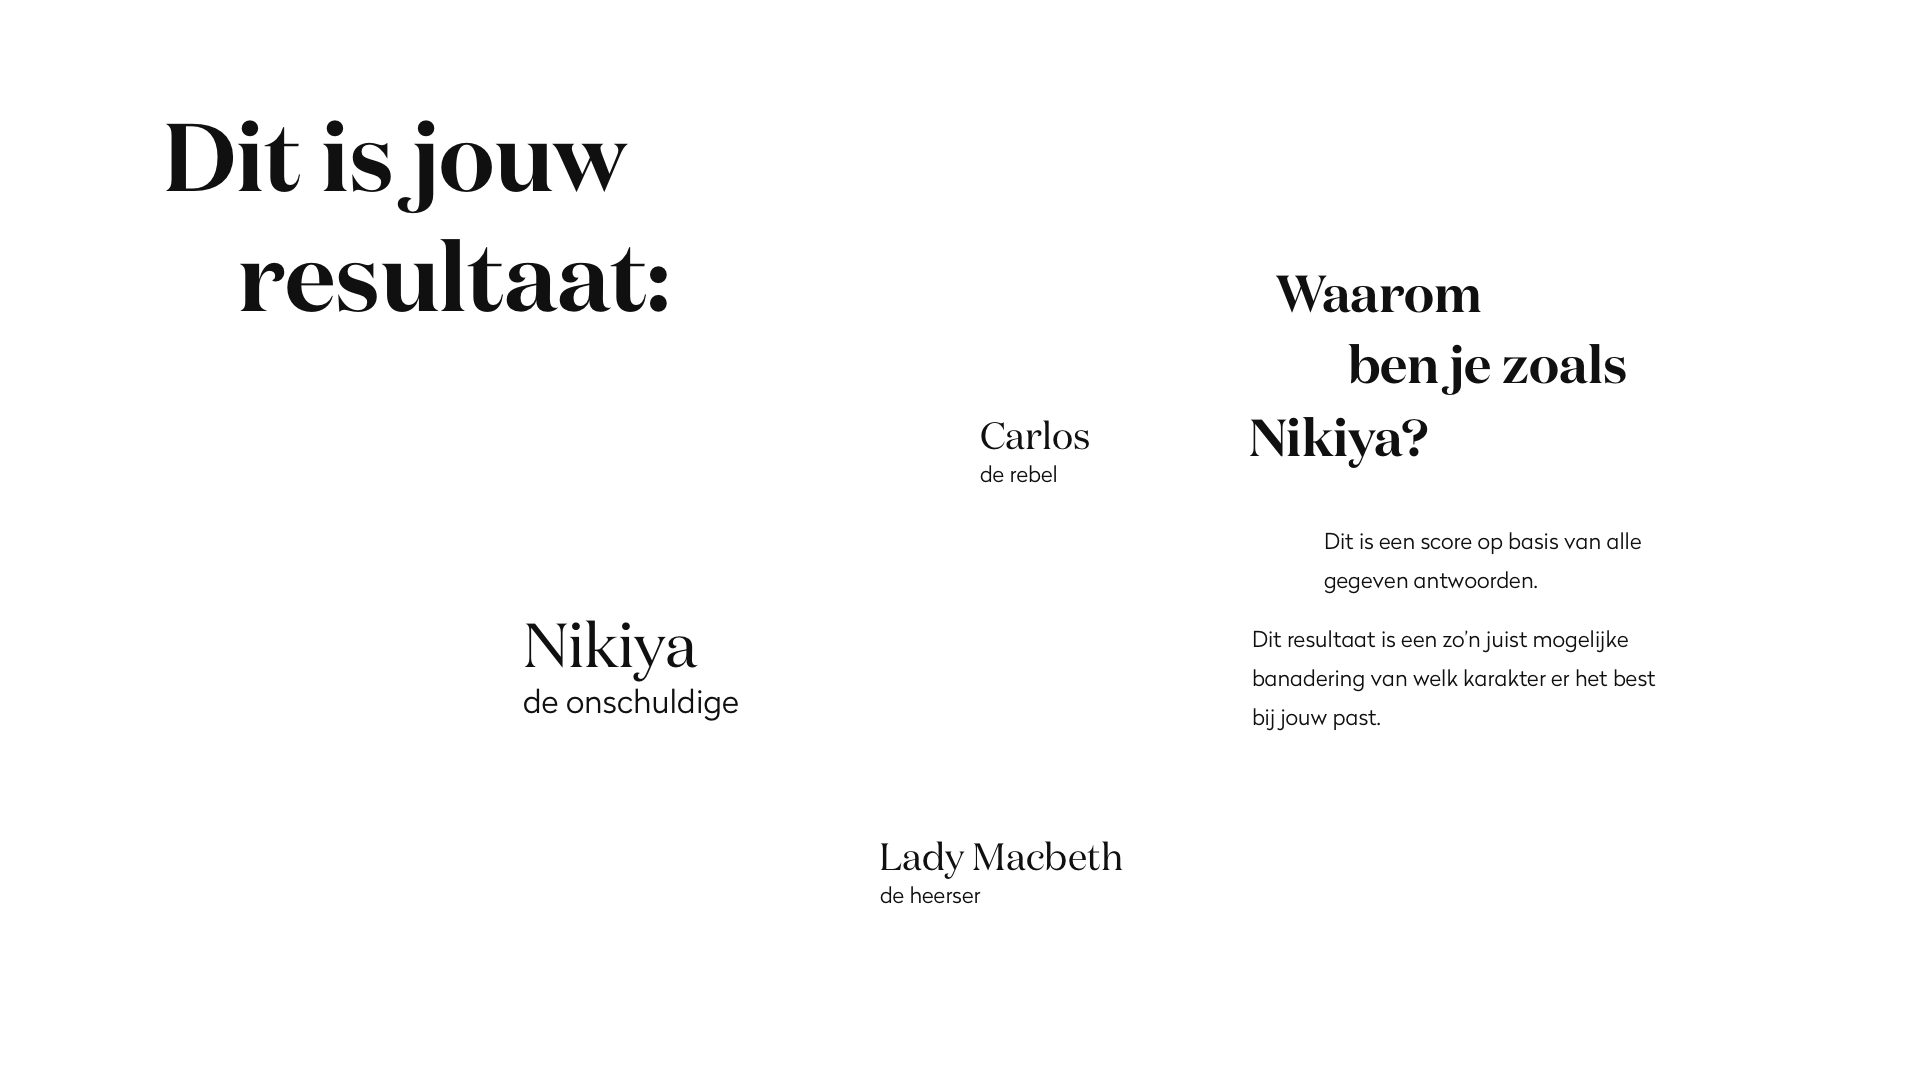 Dit is jouw
resultaat:
Carlos
de rebel
Nikiya
de onschuldige
Lady Macbeth
de heerser
Waarom
ben je zoals
Nikiya?
Dit is een score op basis van alle
gegeven antwoorden.
Dit resultaat is een zo'n juist mogelijke
banadering van welk karakter er het best
bij jouw past.